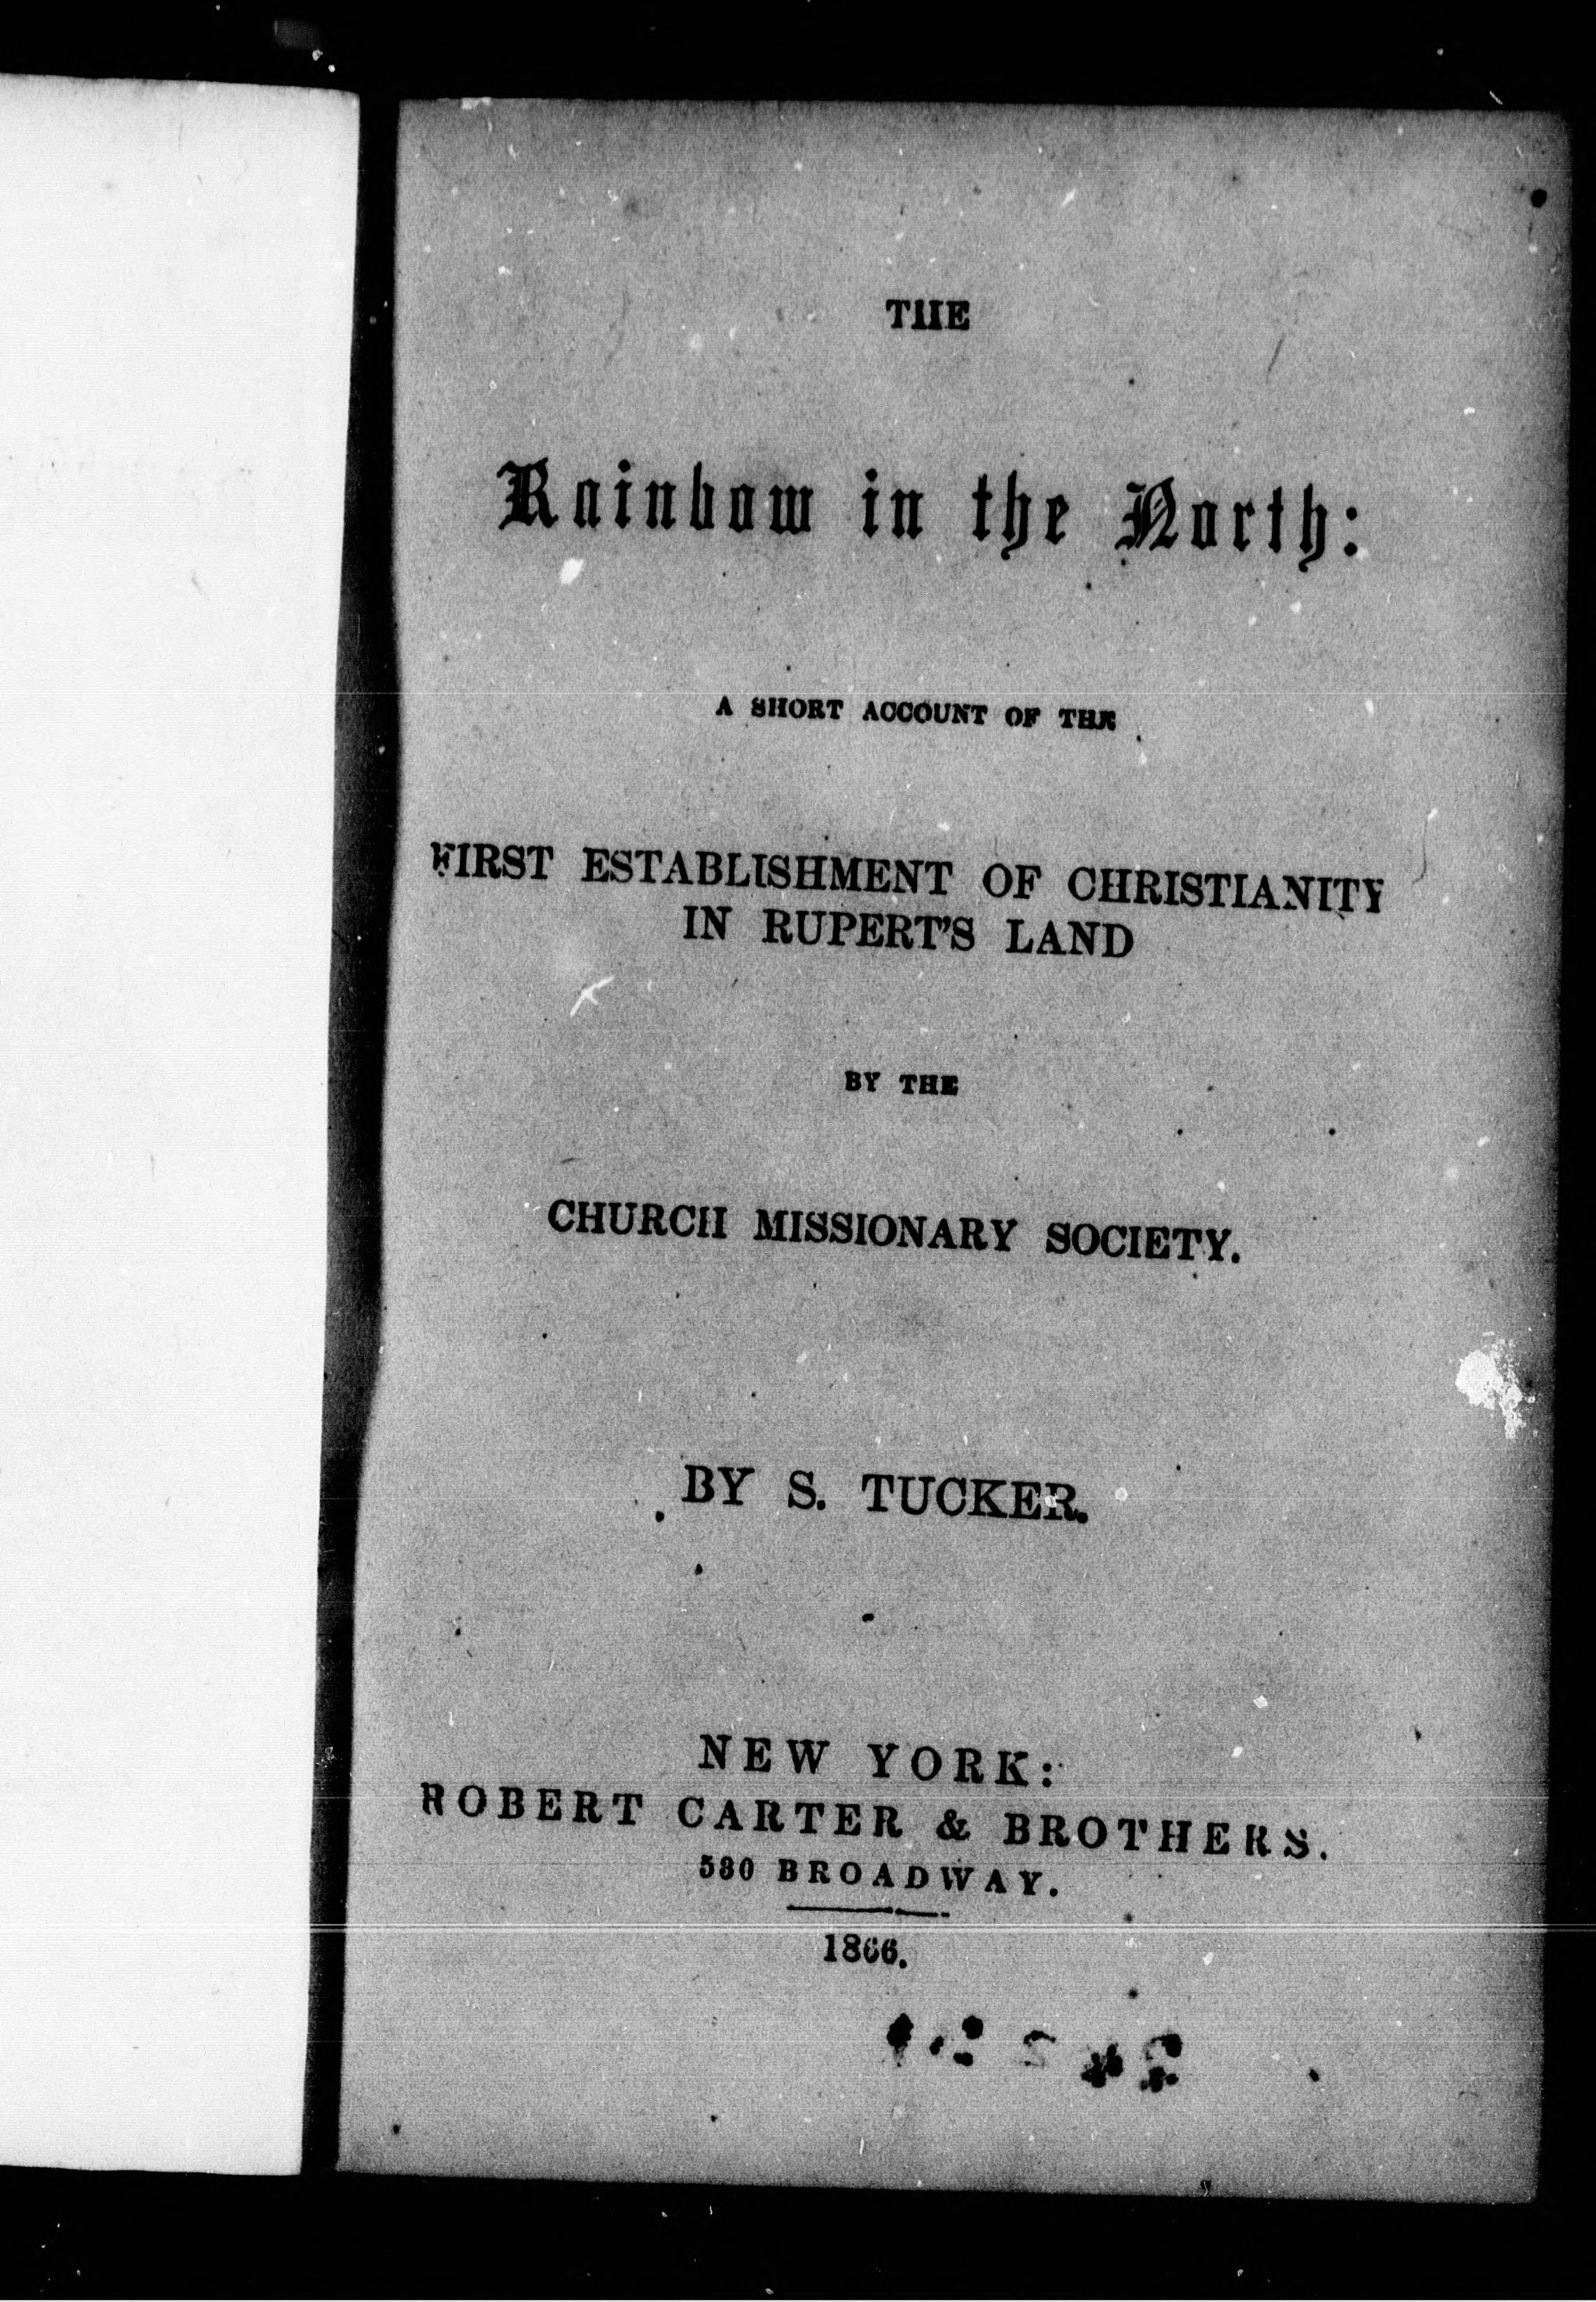 THE
Rainbow in the North:
A SHORT ACCOUNT OF THE
FIRST ESTABLISHMENT OF CHRISTIANITY
IN RUPERT'S LAND
BY THE
CHURCH MISSIONARY SOCIETY.
BY S. TUCKER.
NEW YORK:
ROBERT CARTER & BROTHERS.
530 BROADWAY.
1866.